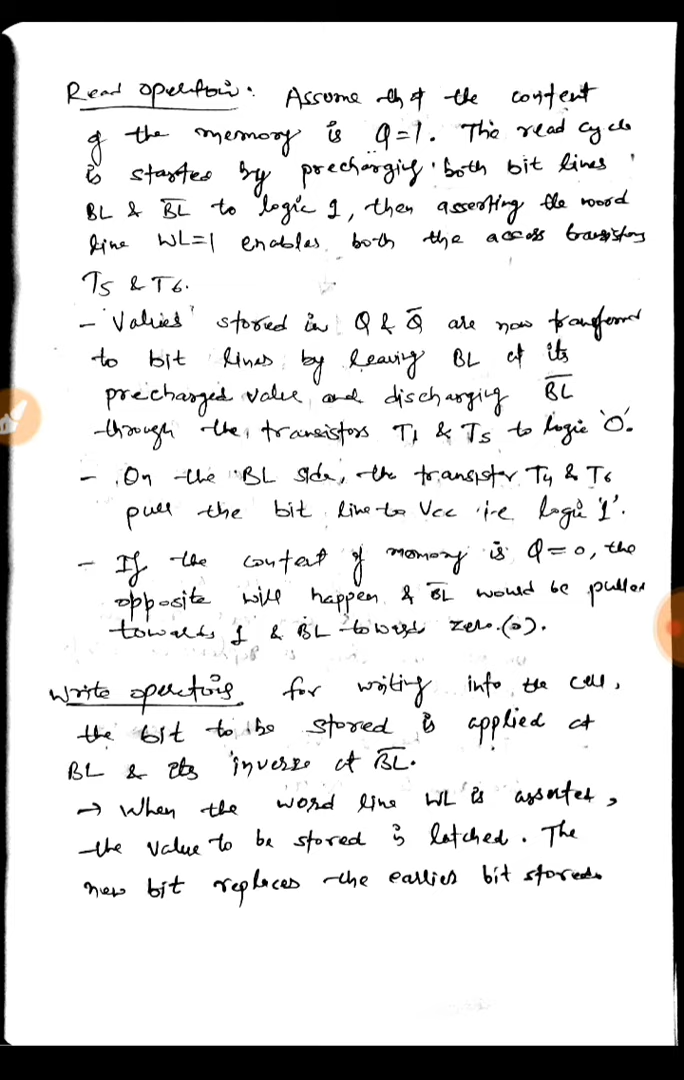 Read operation: Assume that the content
of the memory is Q=1. The read cycle
is started by precharging both bit lines
BL & B̅L̅ to logic 1, then asserting the word
line WL=1 enables both the access transistors
T5 & T6.
– Values stored in Q & Q̅ are now transferred
to bit lines by leaving BL at its
precharged value and discharging B̅L̅
through the transistors T1 & T5 to logic '0'.
– On the BL side, the transistor T4 & T6
pull the bit line to Vcc i.e logic '1'.
– If the content of memory is Q=0, the
opposite will happen & B̅L̅ would be pulled
towards 1 & BL towards zero.(0).
Write operations for writing into the cell,
the bit to be stored is applied at
BL & its inverse at B̅L̅.
→ When the word line WL is asserted,
the value to be stored is latched. The
new bit replaces the earlier bit stored.